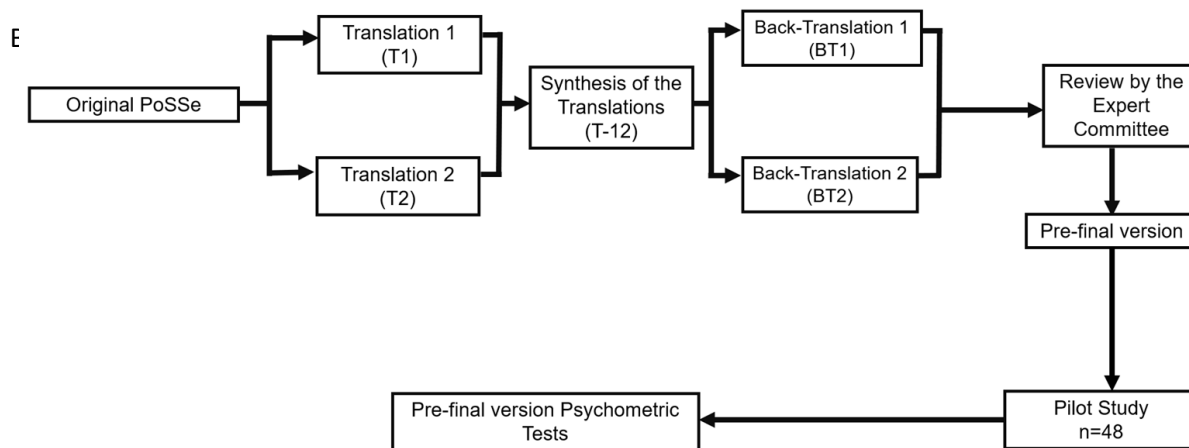 E
Original PoSSe
Translation 1
(T1)
Translation 2
(T2)
Synthesis of the
Translations
(T-12)
Back-Translation 1
(BT1)
Back-Translation 2
(BT2)
Review by the
Expert
Committee
Pre-final version
Pilot Study
n=48
Pre-final version Psychometric
Tests